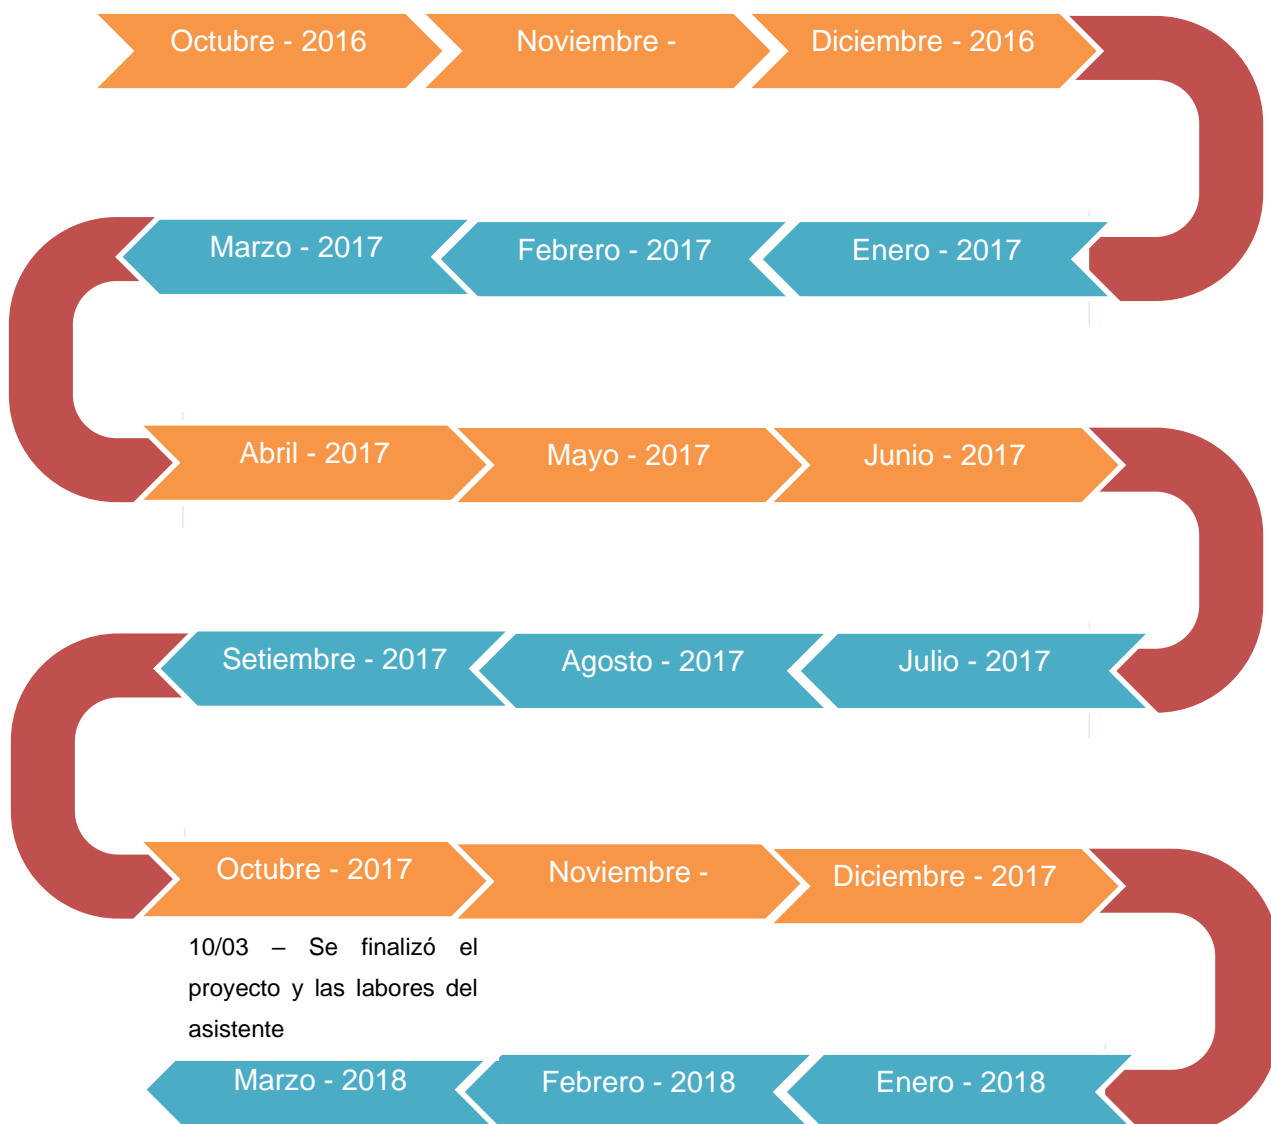 Octubre - 2016
Noviembre -
Diciembre - 2016
Marzo - 2017
Febrero - 2017
Enero - 2017
Abril - 2017
Mayo - 2017
Junio - 2017
Setiembre - 2017
Agosto - 2017
Julio - 2017
Octubre - 2017
Noviembre -
Diciembre - 2017
10/03 – Se finalizó el
proyecto y las labores del
asistente
Marzo - 2018
Febrero - 2018
Enero - 2018